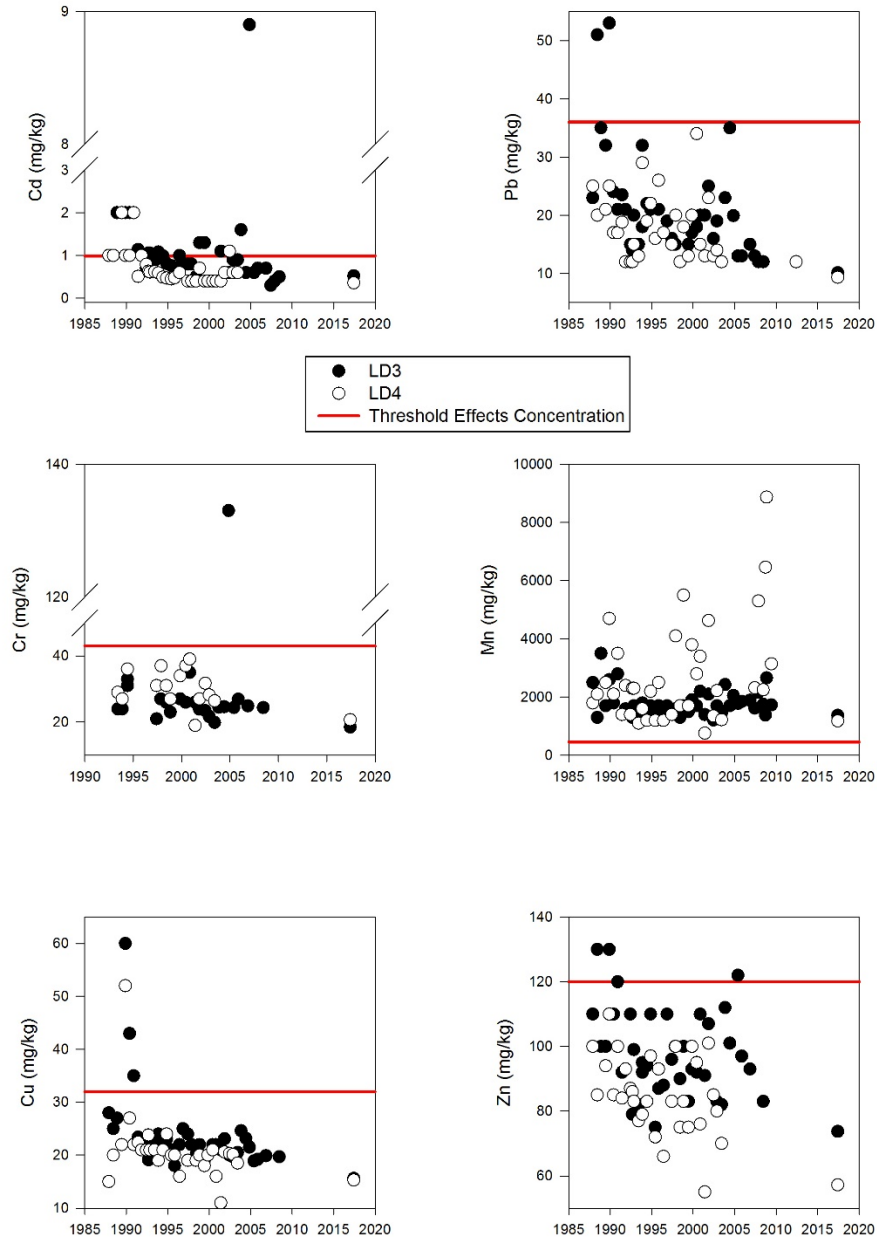 9
8
3
2
1
0
Cd (mg/kg)
1985 1990 1995 2000 2005 2010 2015 2020
50
40
30
20
10
Pb (mg/kg)
1985 1990 1995 2000 2005 2010 2015 2020
LD3
LD4
Threshold Effects Concentration
140
120
40
20
Cr (mg/kg)
1990 1995 2000 2005 2010 2015 2020
10000
8000
6000
4000
2000
0
Mn (mg/kg)
1985 1990 1995 2000 2005 2010 2015 2020
60
50
40
30
20
10
Cu (mg/kg)
1985 1990 1995 2000 2005 2010 2015 2020
140
120
100
80
60
Zn (mg/kg)
1985 1990 1995 2000 2005 2010 2015 2020